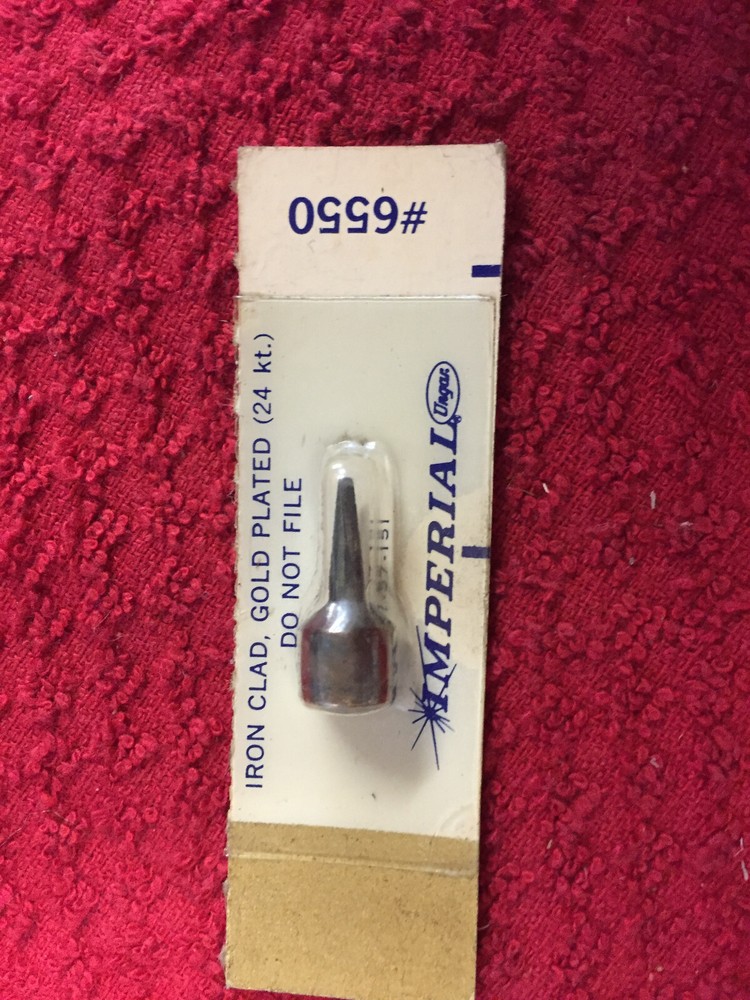 #6550
IRON CLAD, GOLD PLATED (24 kt.)
DO NOT FILE
IMPERIAL
Ungar